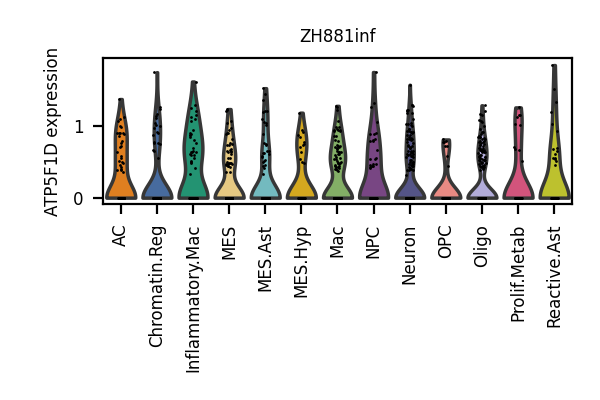 ZH881inf
ATP5F1D expression
1
0
AC
Chromatin.Reg
Inflammatory.Mac
MES
MES.Ast
MES.Hyp
Mac
NPC
Neuron
OPC
Oligo
Prolif.Metab
Reactive.Ast